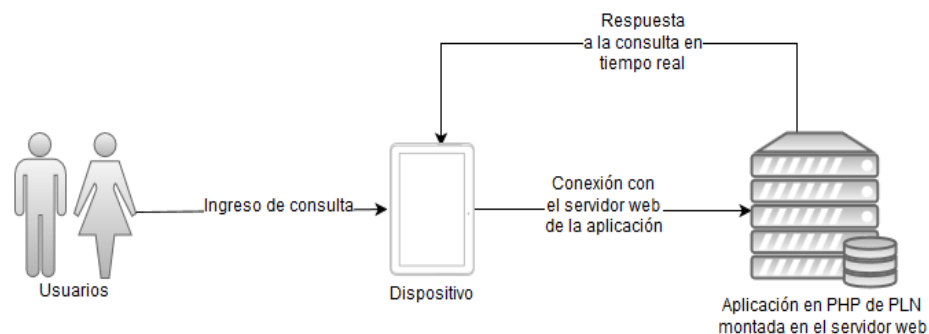 Respuesta
a la consulta en
tiempo real
Ingreso de consulta
Conexión con
el servidor web
de la aplicación
Usuarios
Dispositivo
Aplicación en PHP de PLN
montada en el servidor web